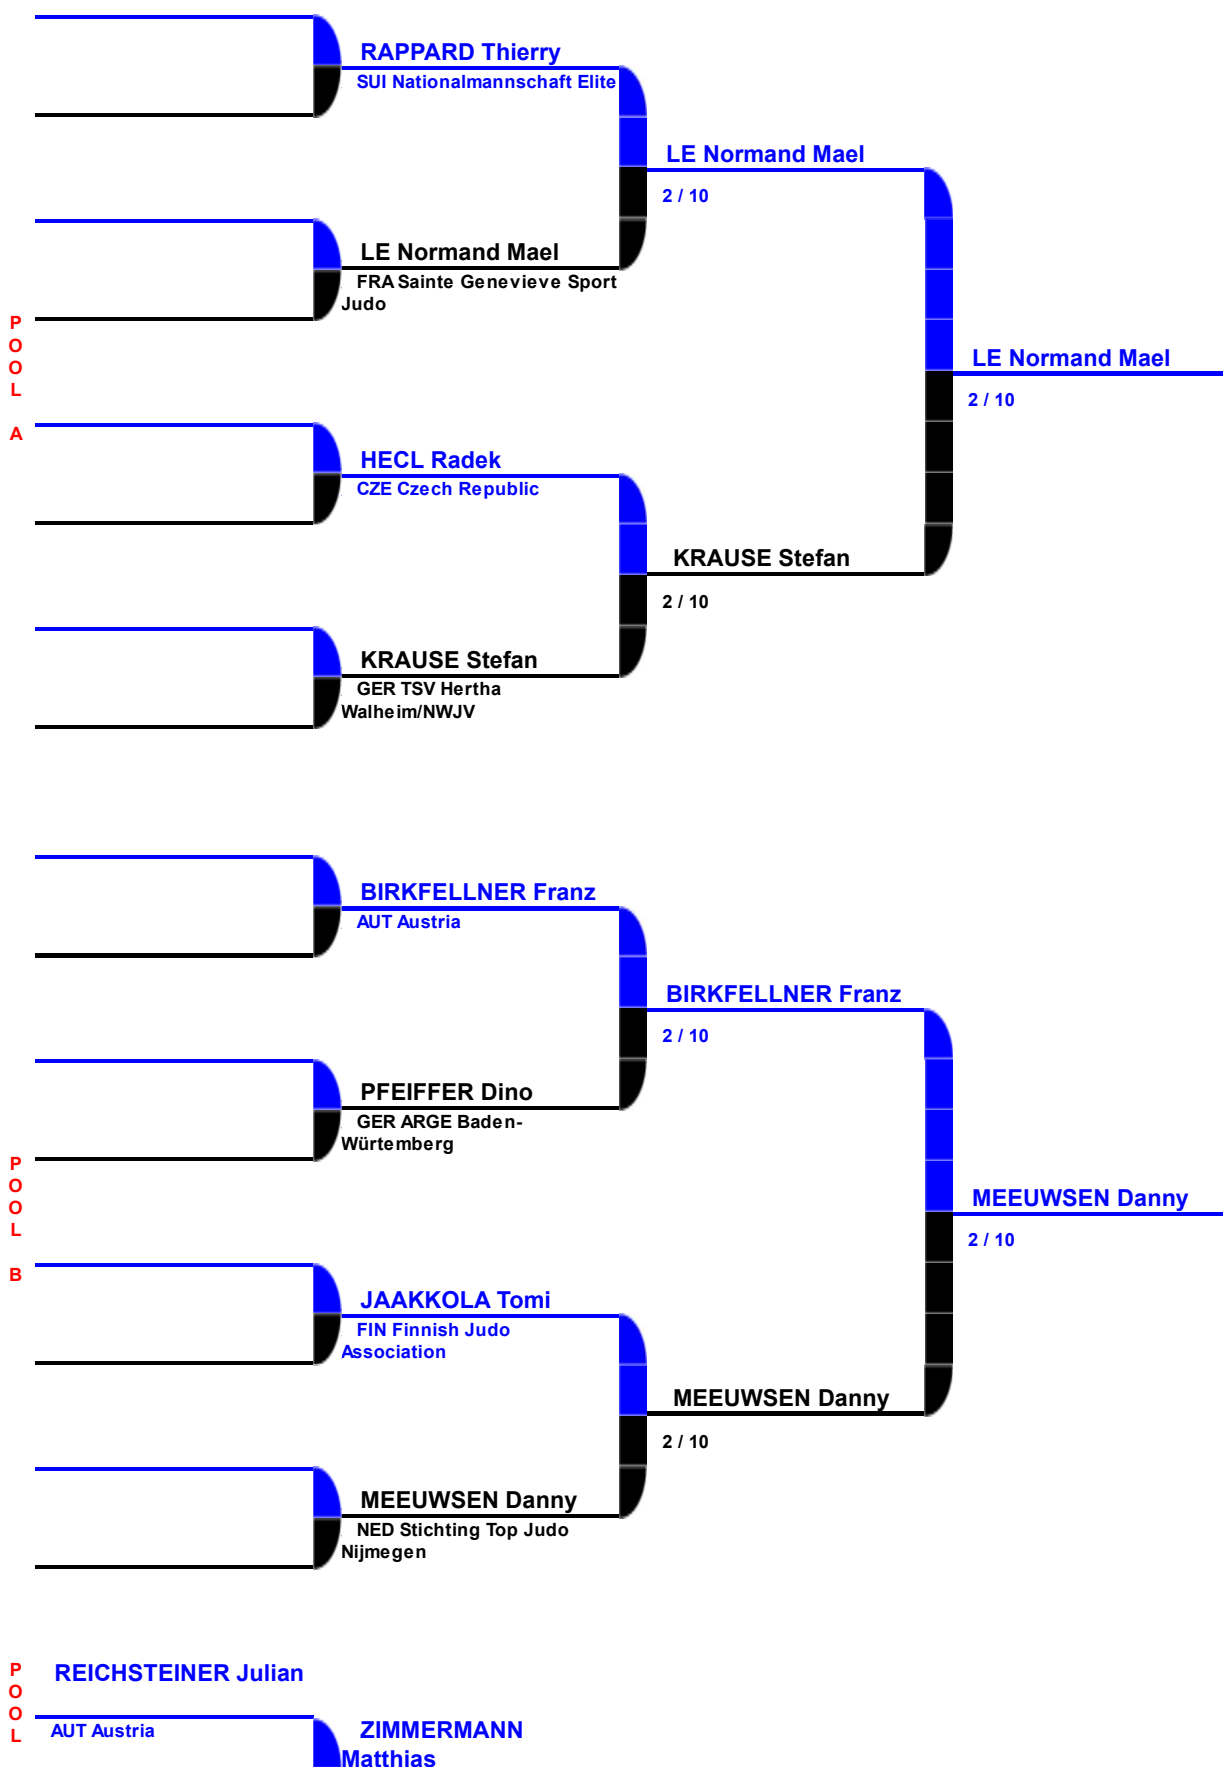 RAPPARD Thierry
SUI Nationalmannschaft Elite
LE Normand Mael
2 / 10
LE Normand Mael
FRA Sainte Genevieve Sport
Judo
POOL A
LE Normand Mael
2 / 10
HECL Radek
CZE Czech Republic
KRAUSE Stefan
2 / 10
KRAUSE Stefan
GER TSV Hertha
Walheim/NWJV
BIRKFELLNER Franz
AUT Austria
BIRKFELLNER Franz
2 / 10
PFEIFFER Dino
GER ARGE Baden-
Würtemberg
POOL B
MEEUWSEN Danny
2 / 10
JAAKKOLA Tomi
FIN Finnish Judo
Association
MEEUWSEN Danny
2 / 10
MEEUWSEN Danny
NED Stichting Top Judo
Nijmegen
POOL
REICHSTEINER Julian
AUT Austria
ZIMMERMANN
Matthias